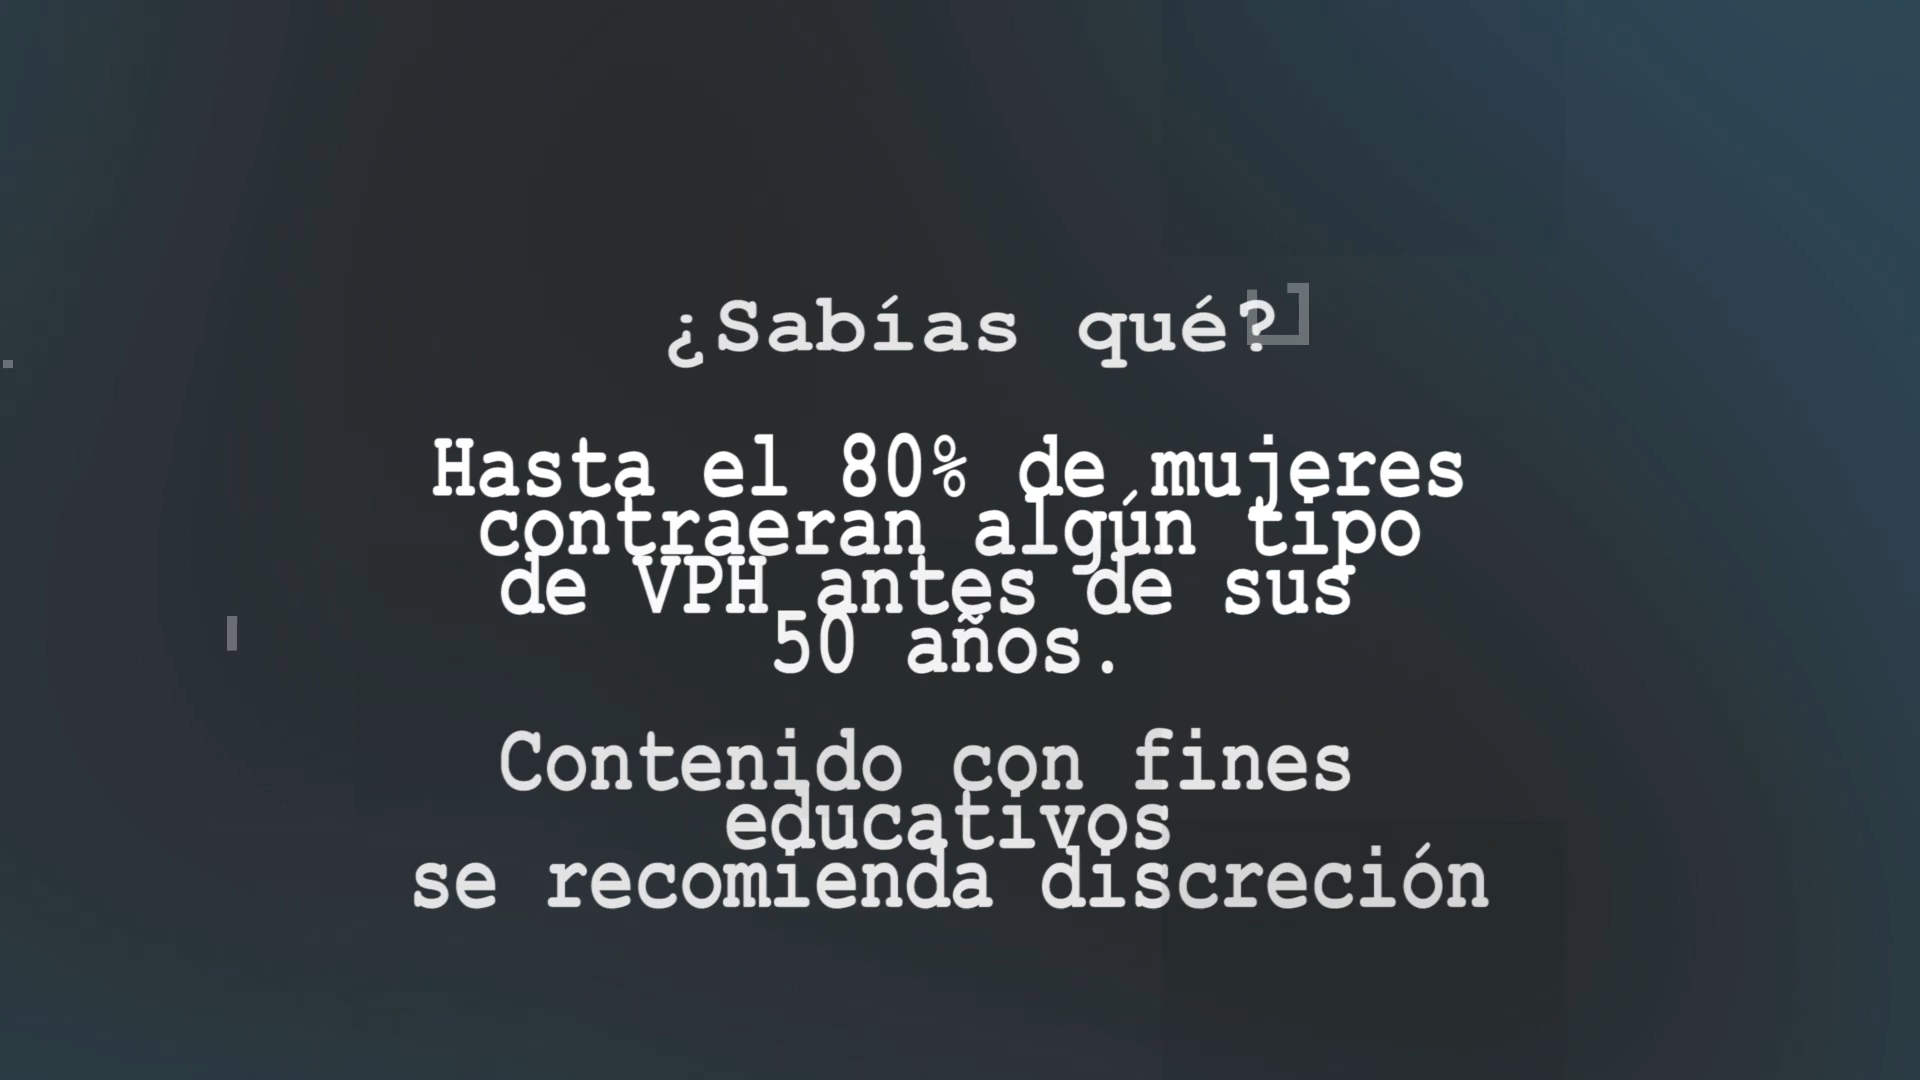 ¿Sabías qué?
Hasta el 80% de mujeres
contraeran algún tipo
de VPH antes de sus
50 años.
Contenido con fines
educativos
se recomienda discreción